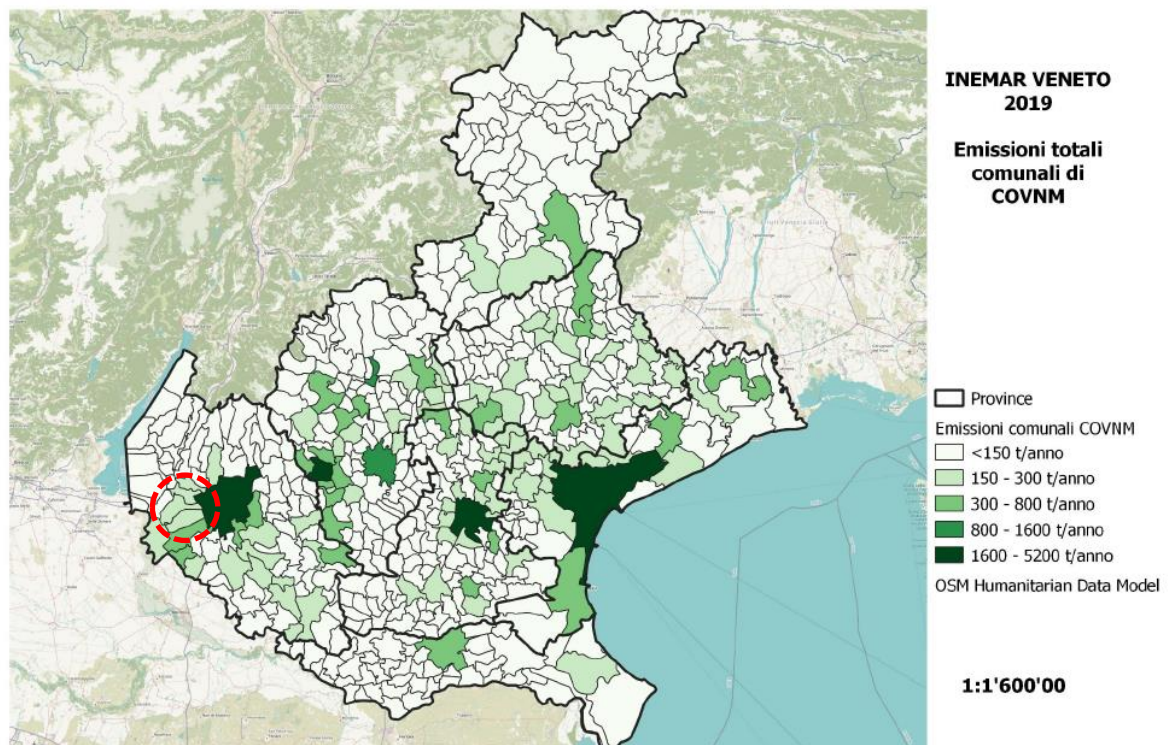 INEMAR VENETO
2019
Emissioni totali
comunali di
COVNM
Province
Emissioni comunali COVNM
<150 t/anno
150 - 300 t/anno
300 - 800 t/anno
800 - 1600 t/anno
1600 - 5200 t/anno
OSM Humanitarian Data Model
1:1'600'00